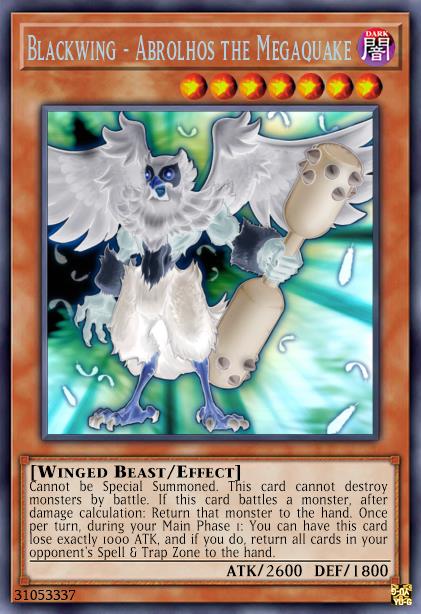 BLACKWING - ABROLHOS THE MEGAQUAKE
DARK
闇
[WINGED BEAST/EFFECT]
Cannot be Special Summoned. This card cannot destroy
monsters by battle. If this card battles a monster, after
damage calculation: Return that monster to the hand. Once
per turn, during your Main Phase 1: You can have this card
lose exactly 1000 ATK, and if you do, return all cards in your
opponent's Spell & Trap Zone to the hand.
ATK/2600 DEF/1800
31053337